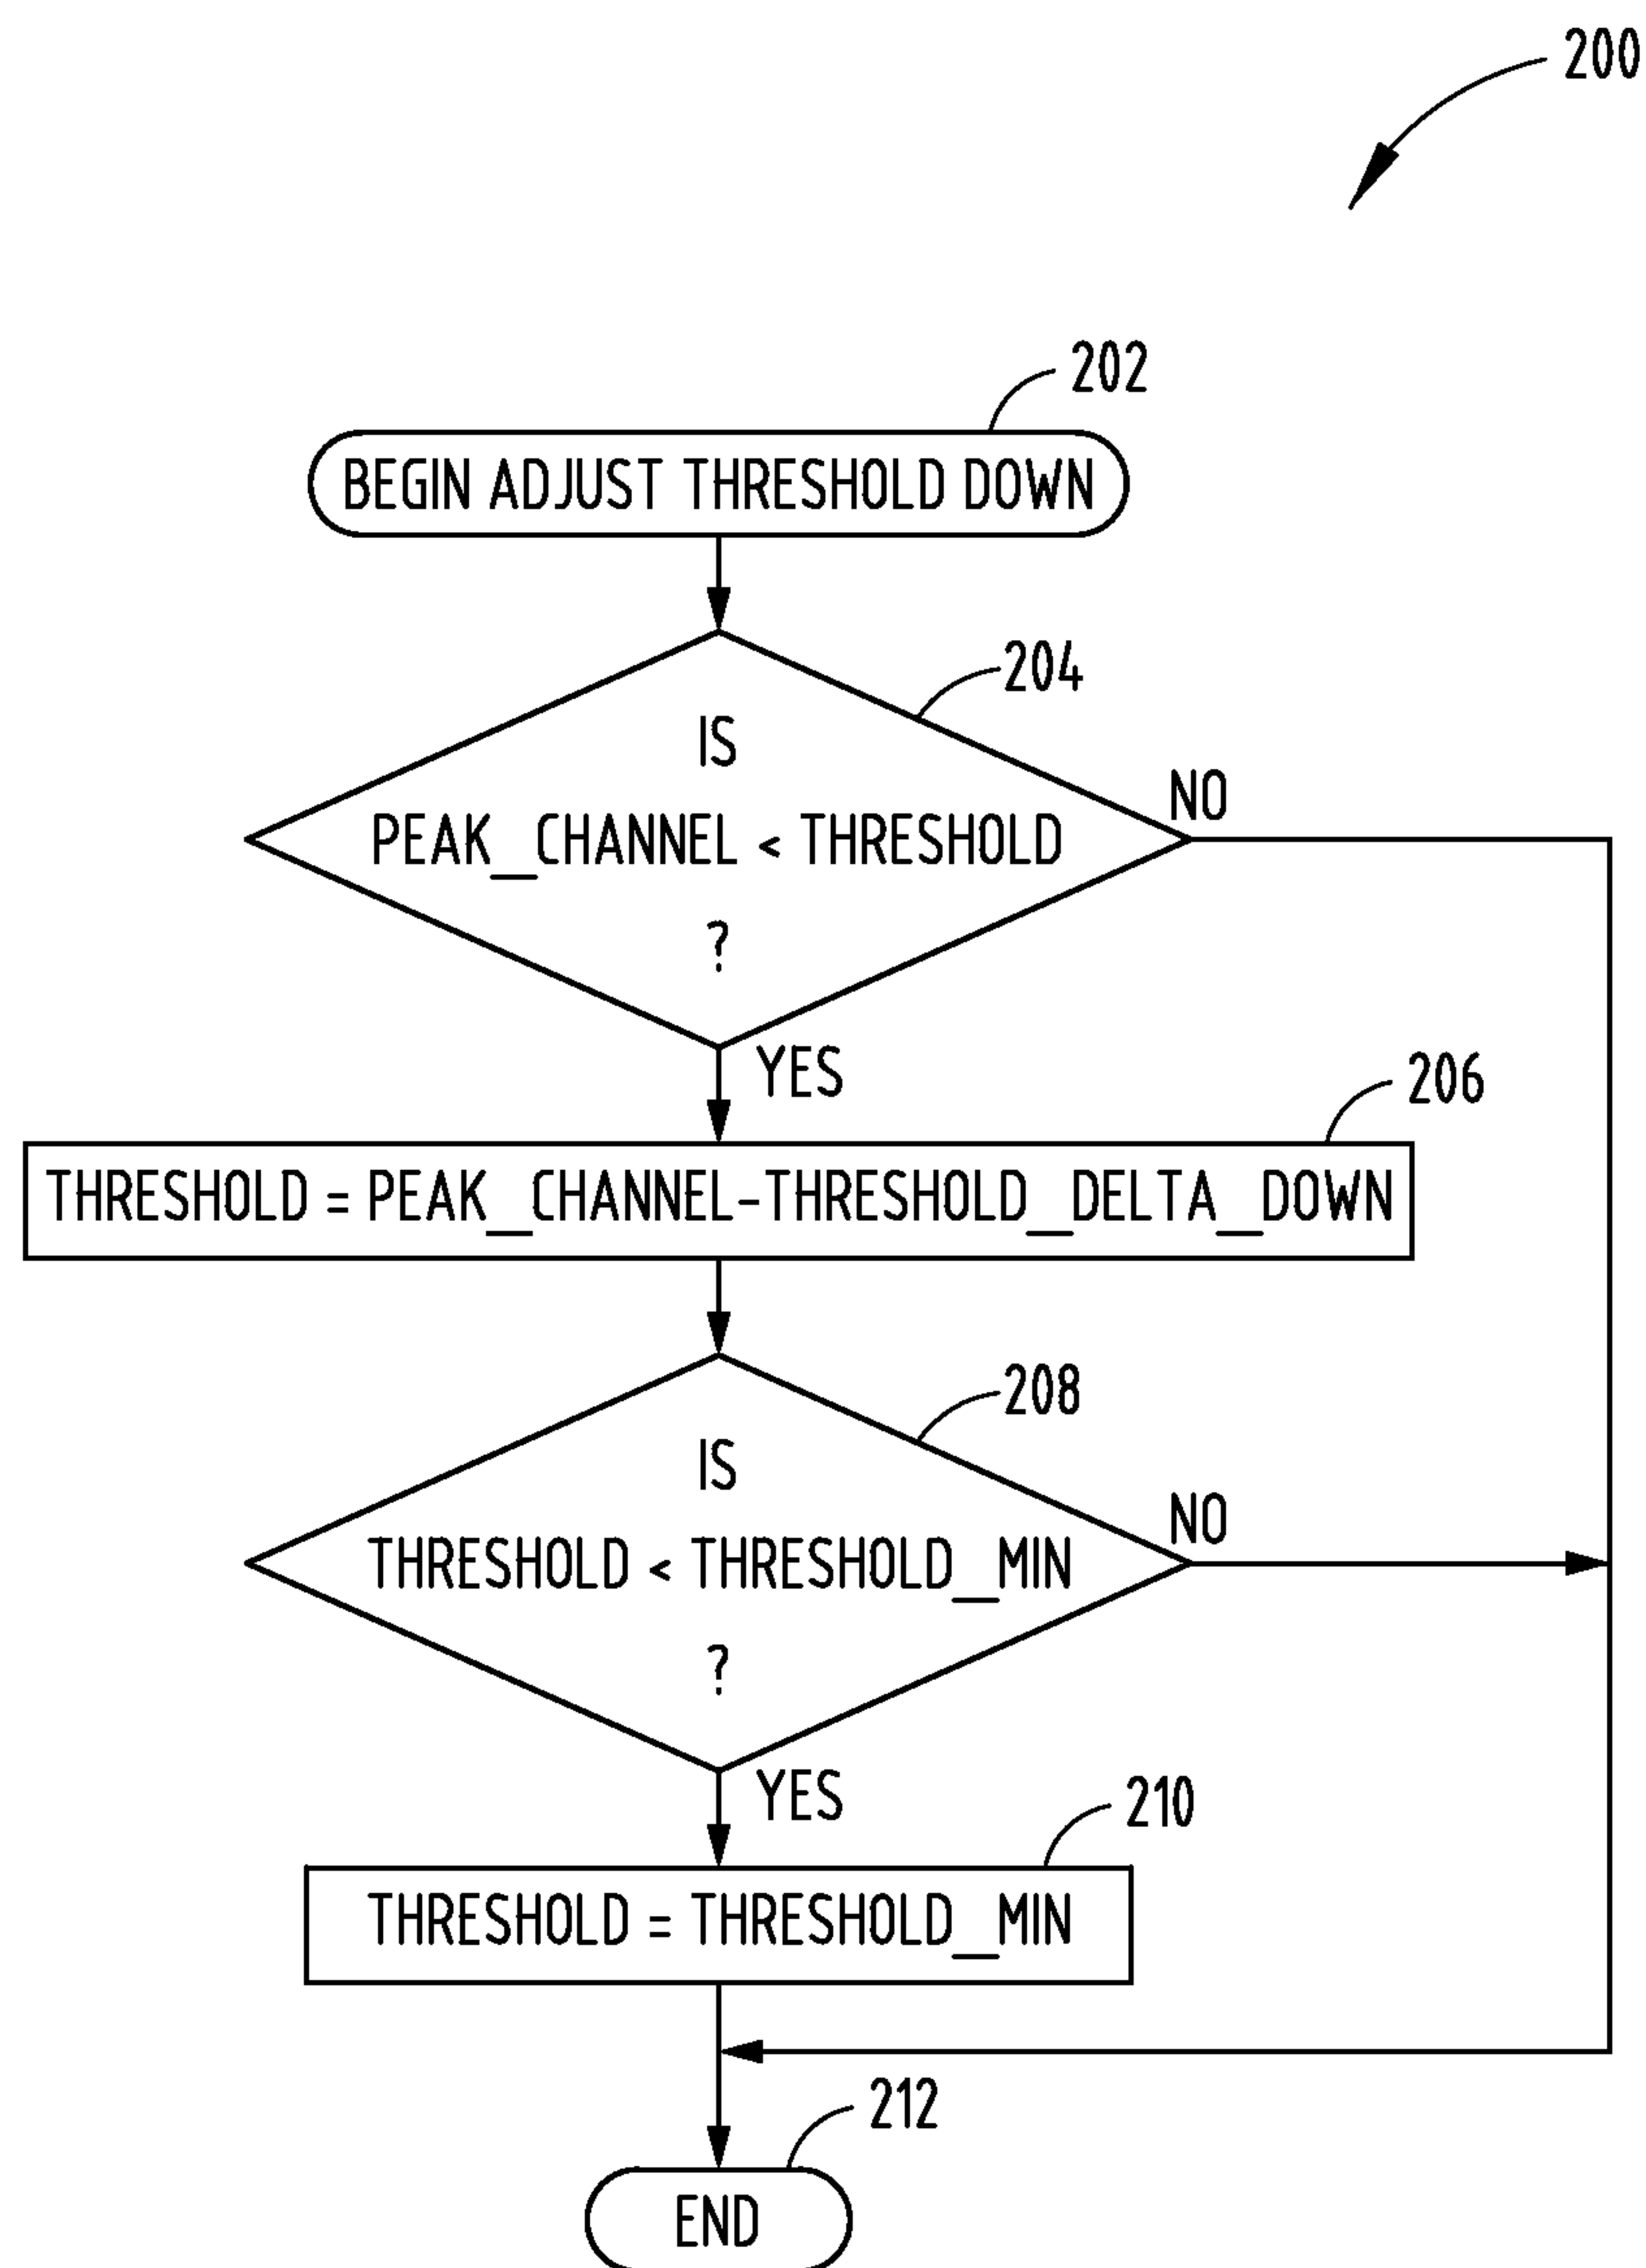 200
202
BEGIN ADJUST THRESHOLD DOWN
204
IS
PEAK_CHANNEL < THRESHOLD
?
NO
YES
206
THRESHOLD = PEAK_CHANNEL-THRESHOLD_DELTA_DOWN
208
IS
THRESHOLD < THRESHOLD_MIN
?
NO
YES
210
THRESHOLD = THRESHOLD_MIN
212
END